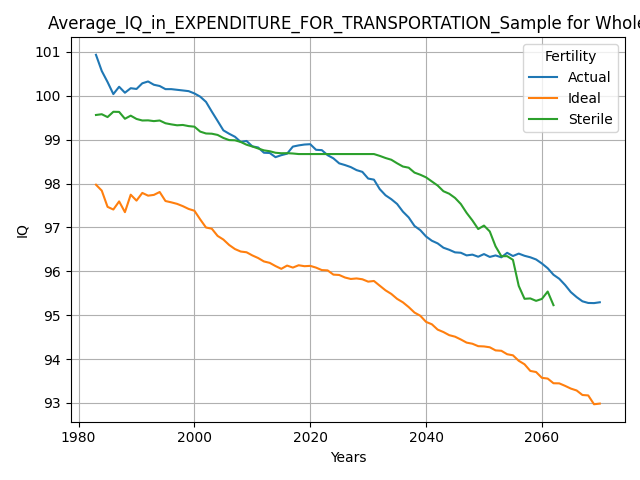 Average_IQ_in_EXPENDITURE_FOR_TRANSPORTATION_Sample for Whole
Fertility
Actual
Ideal
Sterile
IQ
101
100
99
98
97
96
95
94
93
1980
2000
2020
2040
2060
Years